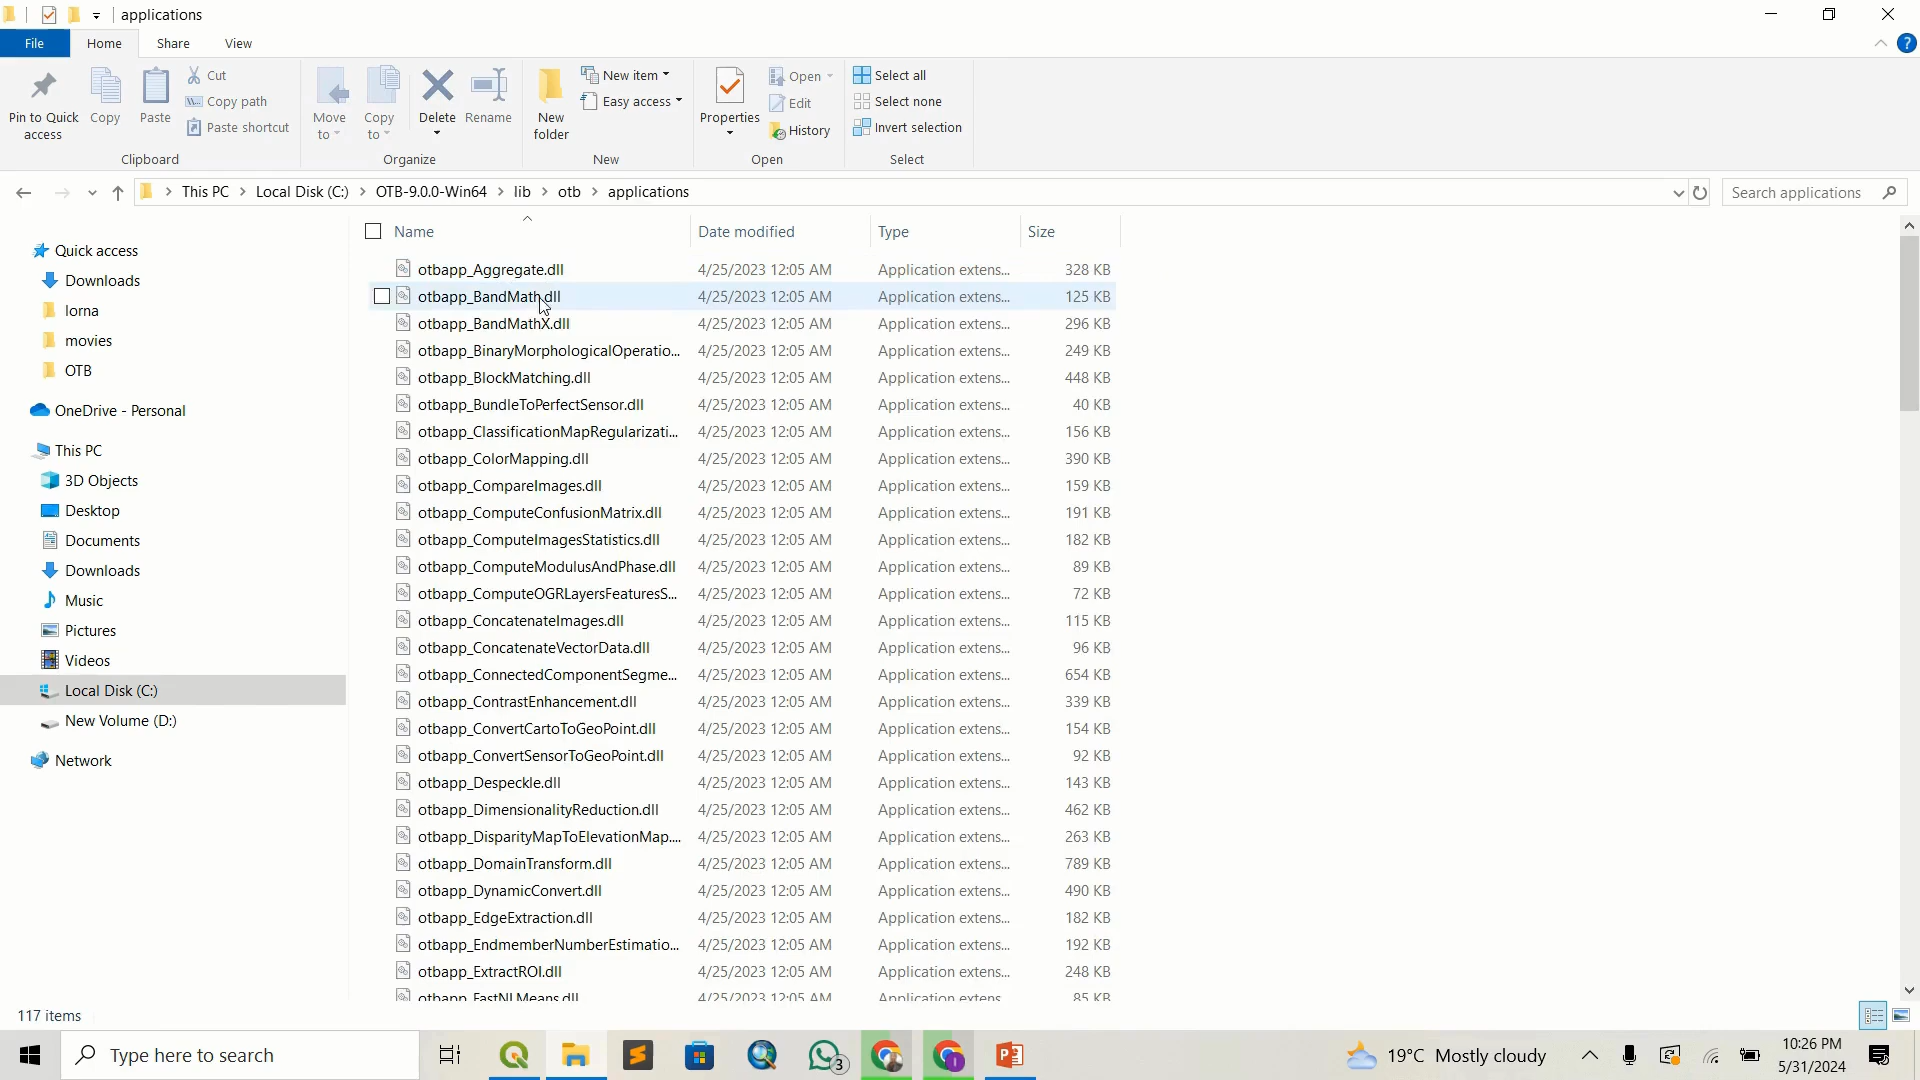 applications
File Home Share View
Pin to Quick access
Copy
Paste
Cut
Copy path
Paste shortcut
Clipboard
Move to
Copy to
Delete
Rename
Organize
New folder
New item
Easy access
New
Properties
Open
Edit
History
Open
Select all
Select none
Invert selection
Select
This PC > Local Disk (C:) > OTB-9.0.0-Win64 > lib > otb > applications
Search applications
Quick access
Downloads
lorna
movies
OTB
OneDrive - Personal
This PC
3D Objects
Desktop
Documents
Downloads
Music
Pictures
Videos
Local Disk (C:)
New Volume (D:)
Network
Name Date modified Type Size
otbapp_Aggregate.dll 4/25/2023 12:05 AM Application extens... 328 KB
otbapp_BandMath.dll 4/25/2023 12:05 AM Application extens... 125 KB
otbapp_BandMathX.dll 4/25/2023 12:05 AM Application extens... 296 KB
otbapp_BinaryMorphologicalOperatio... 4/25/2023 12:05 AM Application extens... 249 KB
otbapp_BlockMatching.dll 4/25/2023 12:05 AM Application extens... 448 KB
otbapp_BundleToPerfectSensor.dll 4/25/2023 12:05 AM Application extens... 40 KB
otbapp_ClassificationMapRegularizati... 4/25/2023 12:05 AM Application extens... 156 KB
otbapp_ColorMapping.dll 4/25/2023 12:05 AM Application extens... 390 KB
otbapp_CompareImages.dll 4/25/2023 12:05 AM Application extens... 159 KB
otbapp_ComputeConfusionMatrix.dll 4/25/2023 12:05 AM Application extens... 191 KB
otbapp_ComputeImagesStatistics.dll 4/25/2023 12:05 AM Application extens... 182 KB
otbapp_ComputeModulusAndPhase.dll 4/25/2023 12:05 AM Application extens... 89 KB
otbapp_ComputeOGRLayersFeaturesS... 4/25/2023 12:05 AM Application extens... 72 KB
otbapp_ConcatenateImages.dll 4/25/2023 12:05 AM Application extens... 115 KB
otbapp_ConcatenateVectorData.dll 4/25/2023 12:05 AM Application extens... 96 KB
otbapp_ConnectedComponentSegme... 4/25/2023 12:05 AM Application extens... 654 KB
otbapp_ContrastEnhancement.dll 4/25/2023 12:05 AM Application extens... 339 KB
otbapp_ConvertCartoToGeoPoint.dll 4/25/2023 12:05 AM Application extens... 154 KB
otbapp_ConvertSensorToGeoPoint.dll 4/25/2023 12:05 AM Application extens... 92 KB
otbapp_Despeckle.dll 4/25/2023 12:05 AM Application extens... 143 KB
otbapp_DimensionalityReduction.dll 4/25/2023 12:05 AM Application extens... 462 KB
otbapp_DisparityMapToElevationMap.... 4/25/2023 12:05 AM Application extens... 263 KB
otbapp_DomainTransform.dll 4/25/2023 12:05 AM Application extens... 789 KB
otbapp_DynamicConvert.dll 4/25/2023 12:05 AM Application extens... 490 KB
otbapp_EdgeExtraction.dll 4/25/2023 12:05 AM Application extens... 182 KB
otbapp_EndmemberNumberEstimatio... 4/25/2023 12:05 AM Application extens... 192 KB
otbapp_ExtractROI.dll 4/25/2023 12:05 AM Application extens... 248 KB
otbapp_FastNLMeans.dll 4/25/2023 12:05 AM Application extens... 85 KB
117 items
Type here to search
3
19°C Mostly cloudy
10:26 PM
5/31/2024